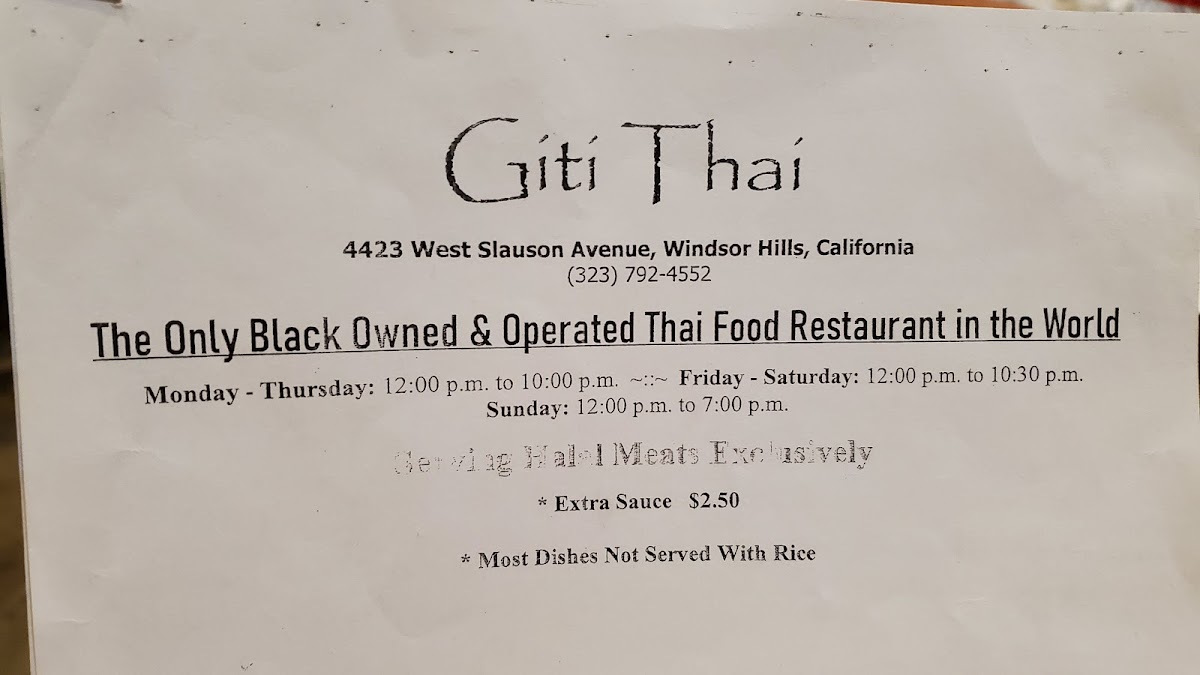 Giti Thai
4423 West Slauson Avenue, Windsor Hills, California
(323) 792-4552
The Only Black Owned & Operated Thai Food Restaurant in the World
Monday - Thursday: 12:00 p.m. to 10:00 p.m. ~::~ Friday - Saturday: 12:00 p.m. to 10:30 p.m.
Sunday: 12:00 p.m. to 7:00 p.m.
Serving Halal Meats Exclusively
* Extra Sauce $2.50
* Most Dishes Not Served With Rice